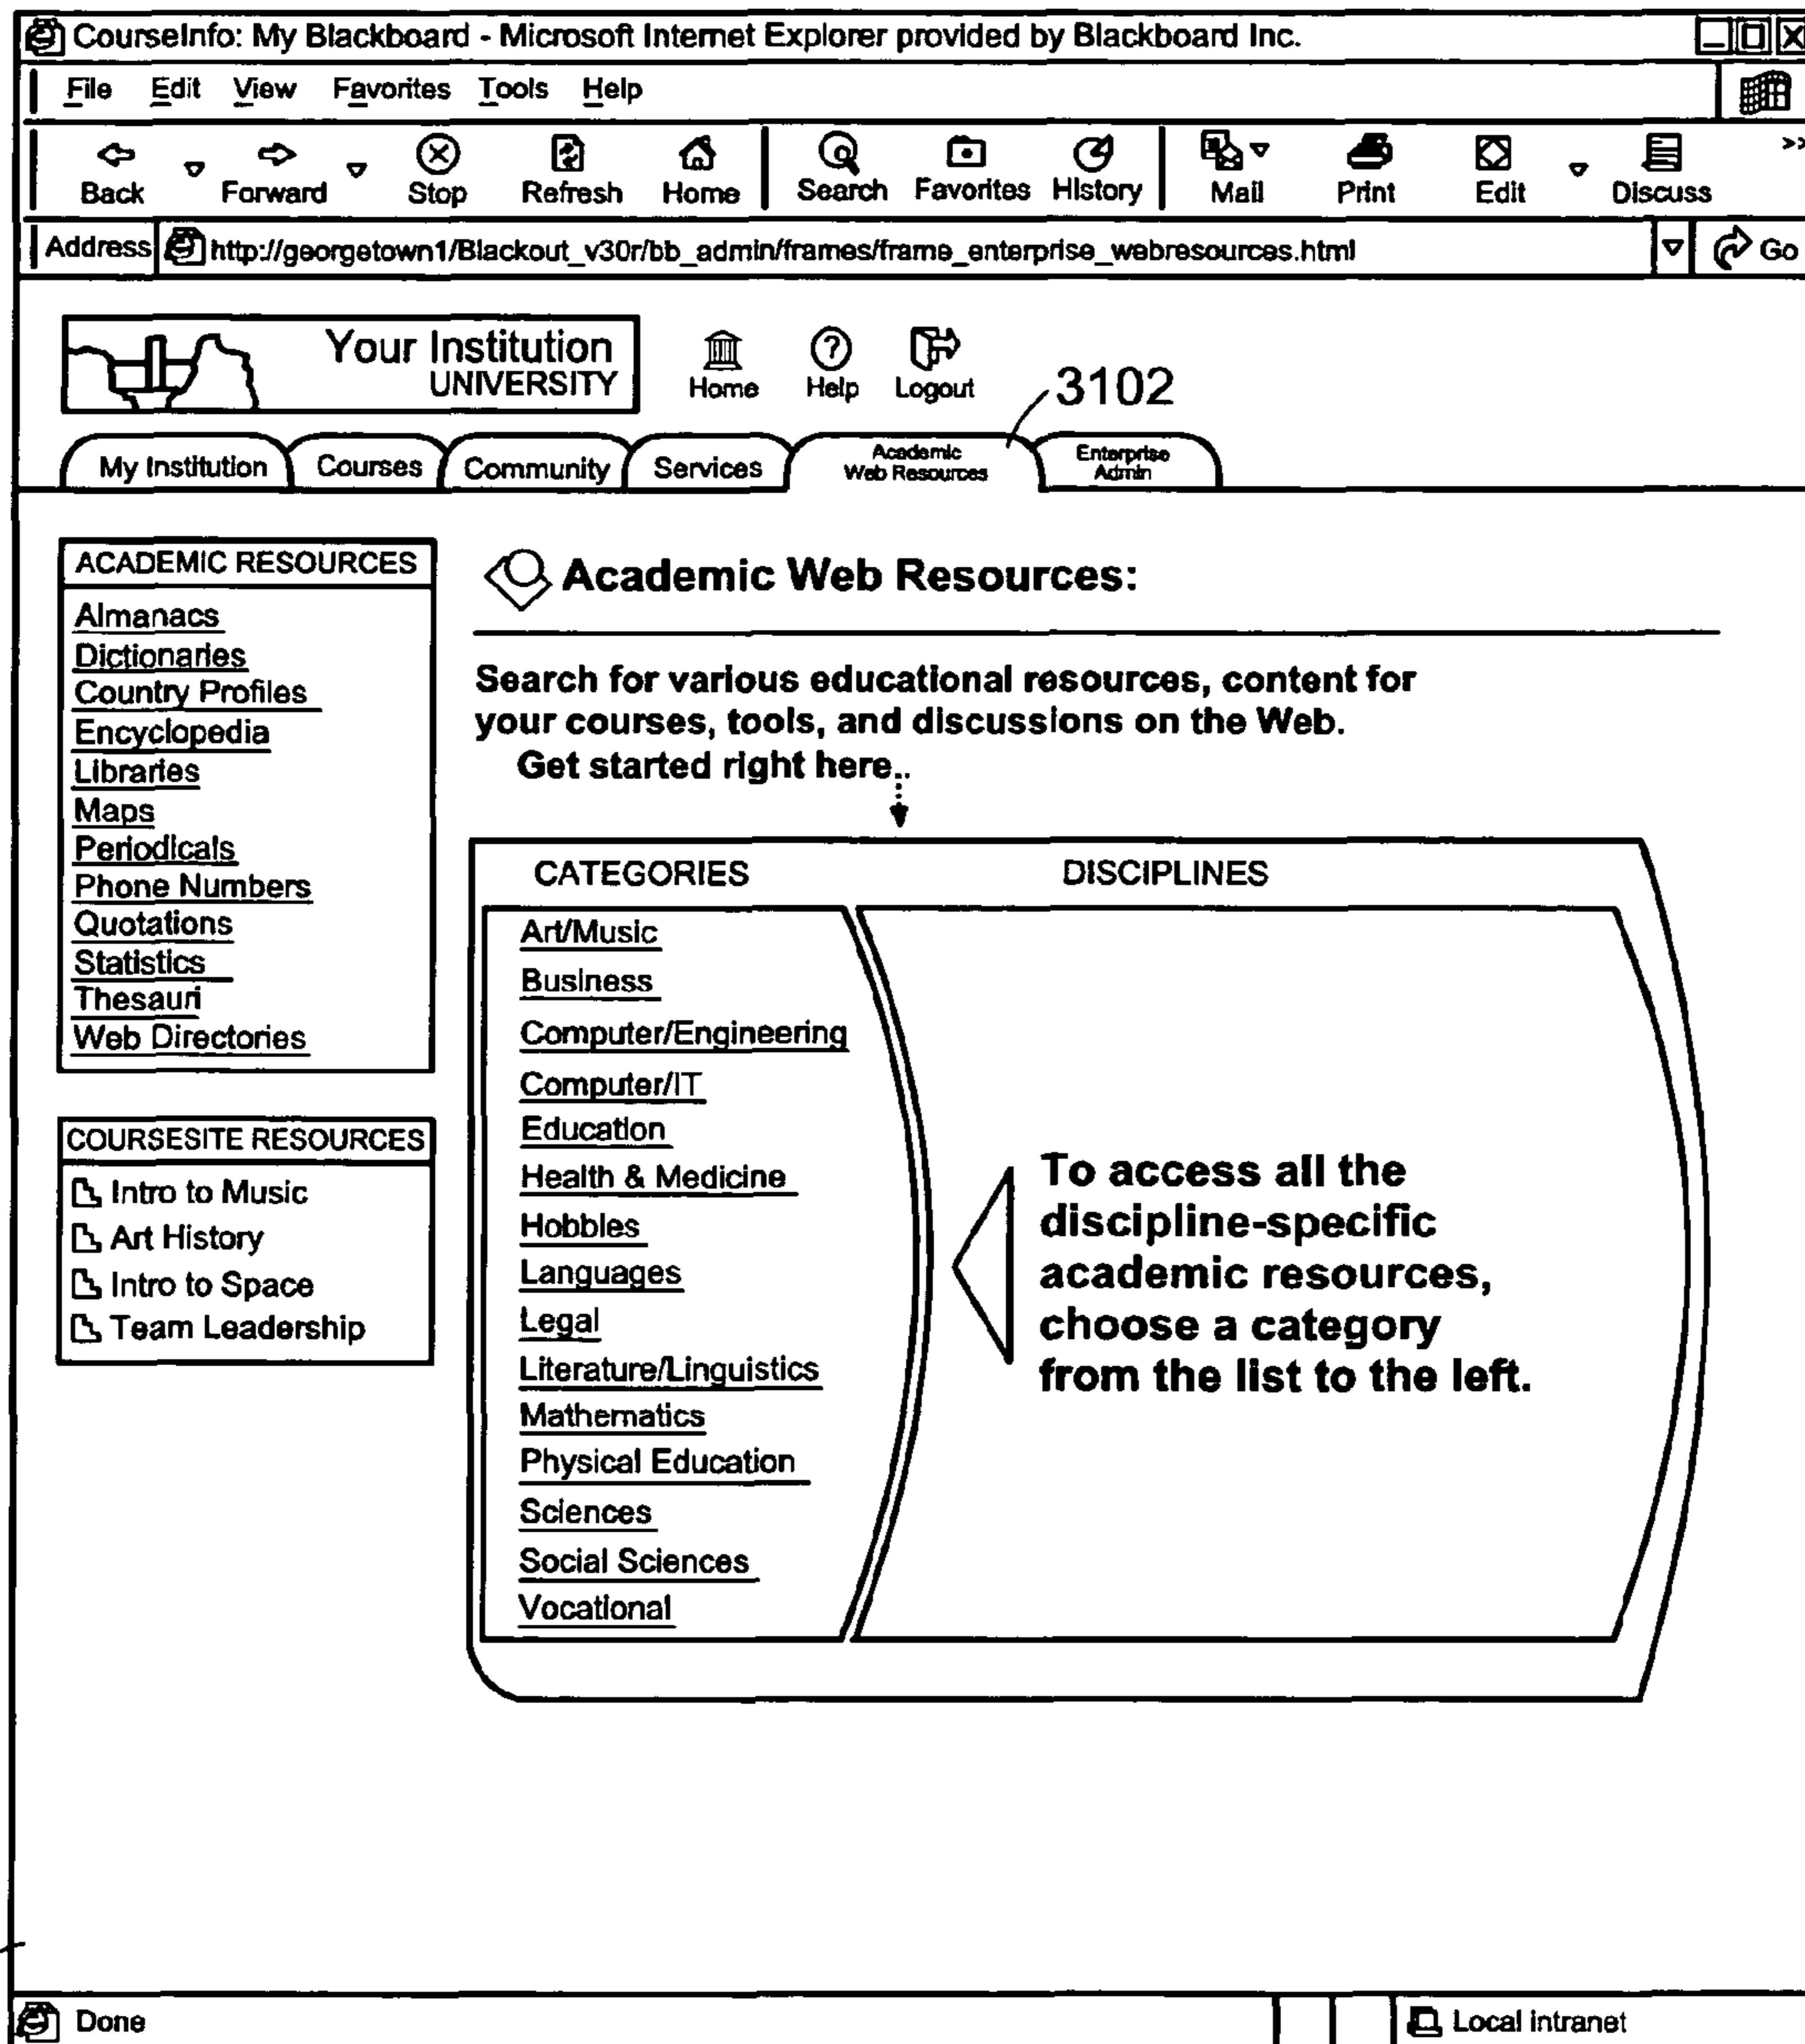 CourseInfo: My Blackboard - Microsoft Internet Explorer provided by Blackboard Inc.
File Edit View Favorites Tools Help
Back Forward Stop Refresh Home Search Favorites History Mail Print Edit Discuss >>
Address http://georgetown1/Blackout_v30r/bb_admin/frames/frame_enterprise_webresources.html Go
Your Institution
UNIVERSITY
Home Help Logout
3102
My Institution Courses Community Services Academic Web Resources Enterprise Admin
ACADEMIC RESOURCES
Almanacs
Dictionaries
Country Profiles
Encyclopedia
Libraries
Maps
Periodicals
Phone Numbers
Quotations
Statistics
Thesauri
Web Directories
COURSESITE RESOURCES
Intro to Music
Art History
Intro to Space
Team Leadership
Academic Web Resources:
Search for various educational resources, content for
your courses, tools, and discussions on the Web.
Get started right here..
CATEGORIES DISCIPLINES
Art/Music
Business
Computer/Engineering
Computer/IT
Education
Health & Medicine
Hobbles
Languages
Legal
Literature/Linguistics
Mathematics
Physical Education
Sciences
Social Sciences
Vocational
To access all the
discipline-specific
academic resources,
choose a category
from the list to the left.
Done Local intranet